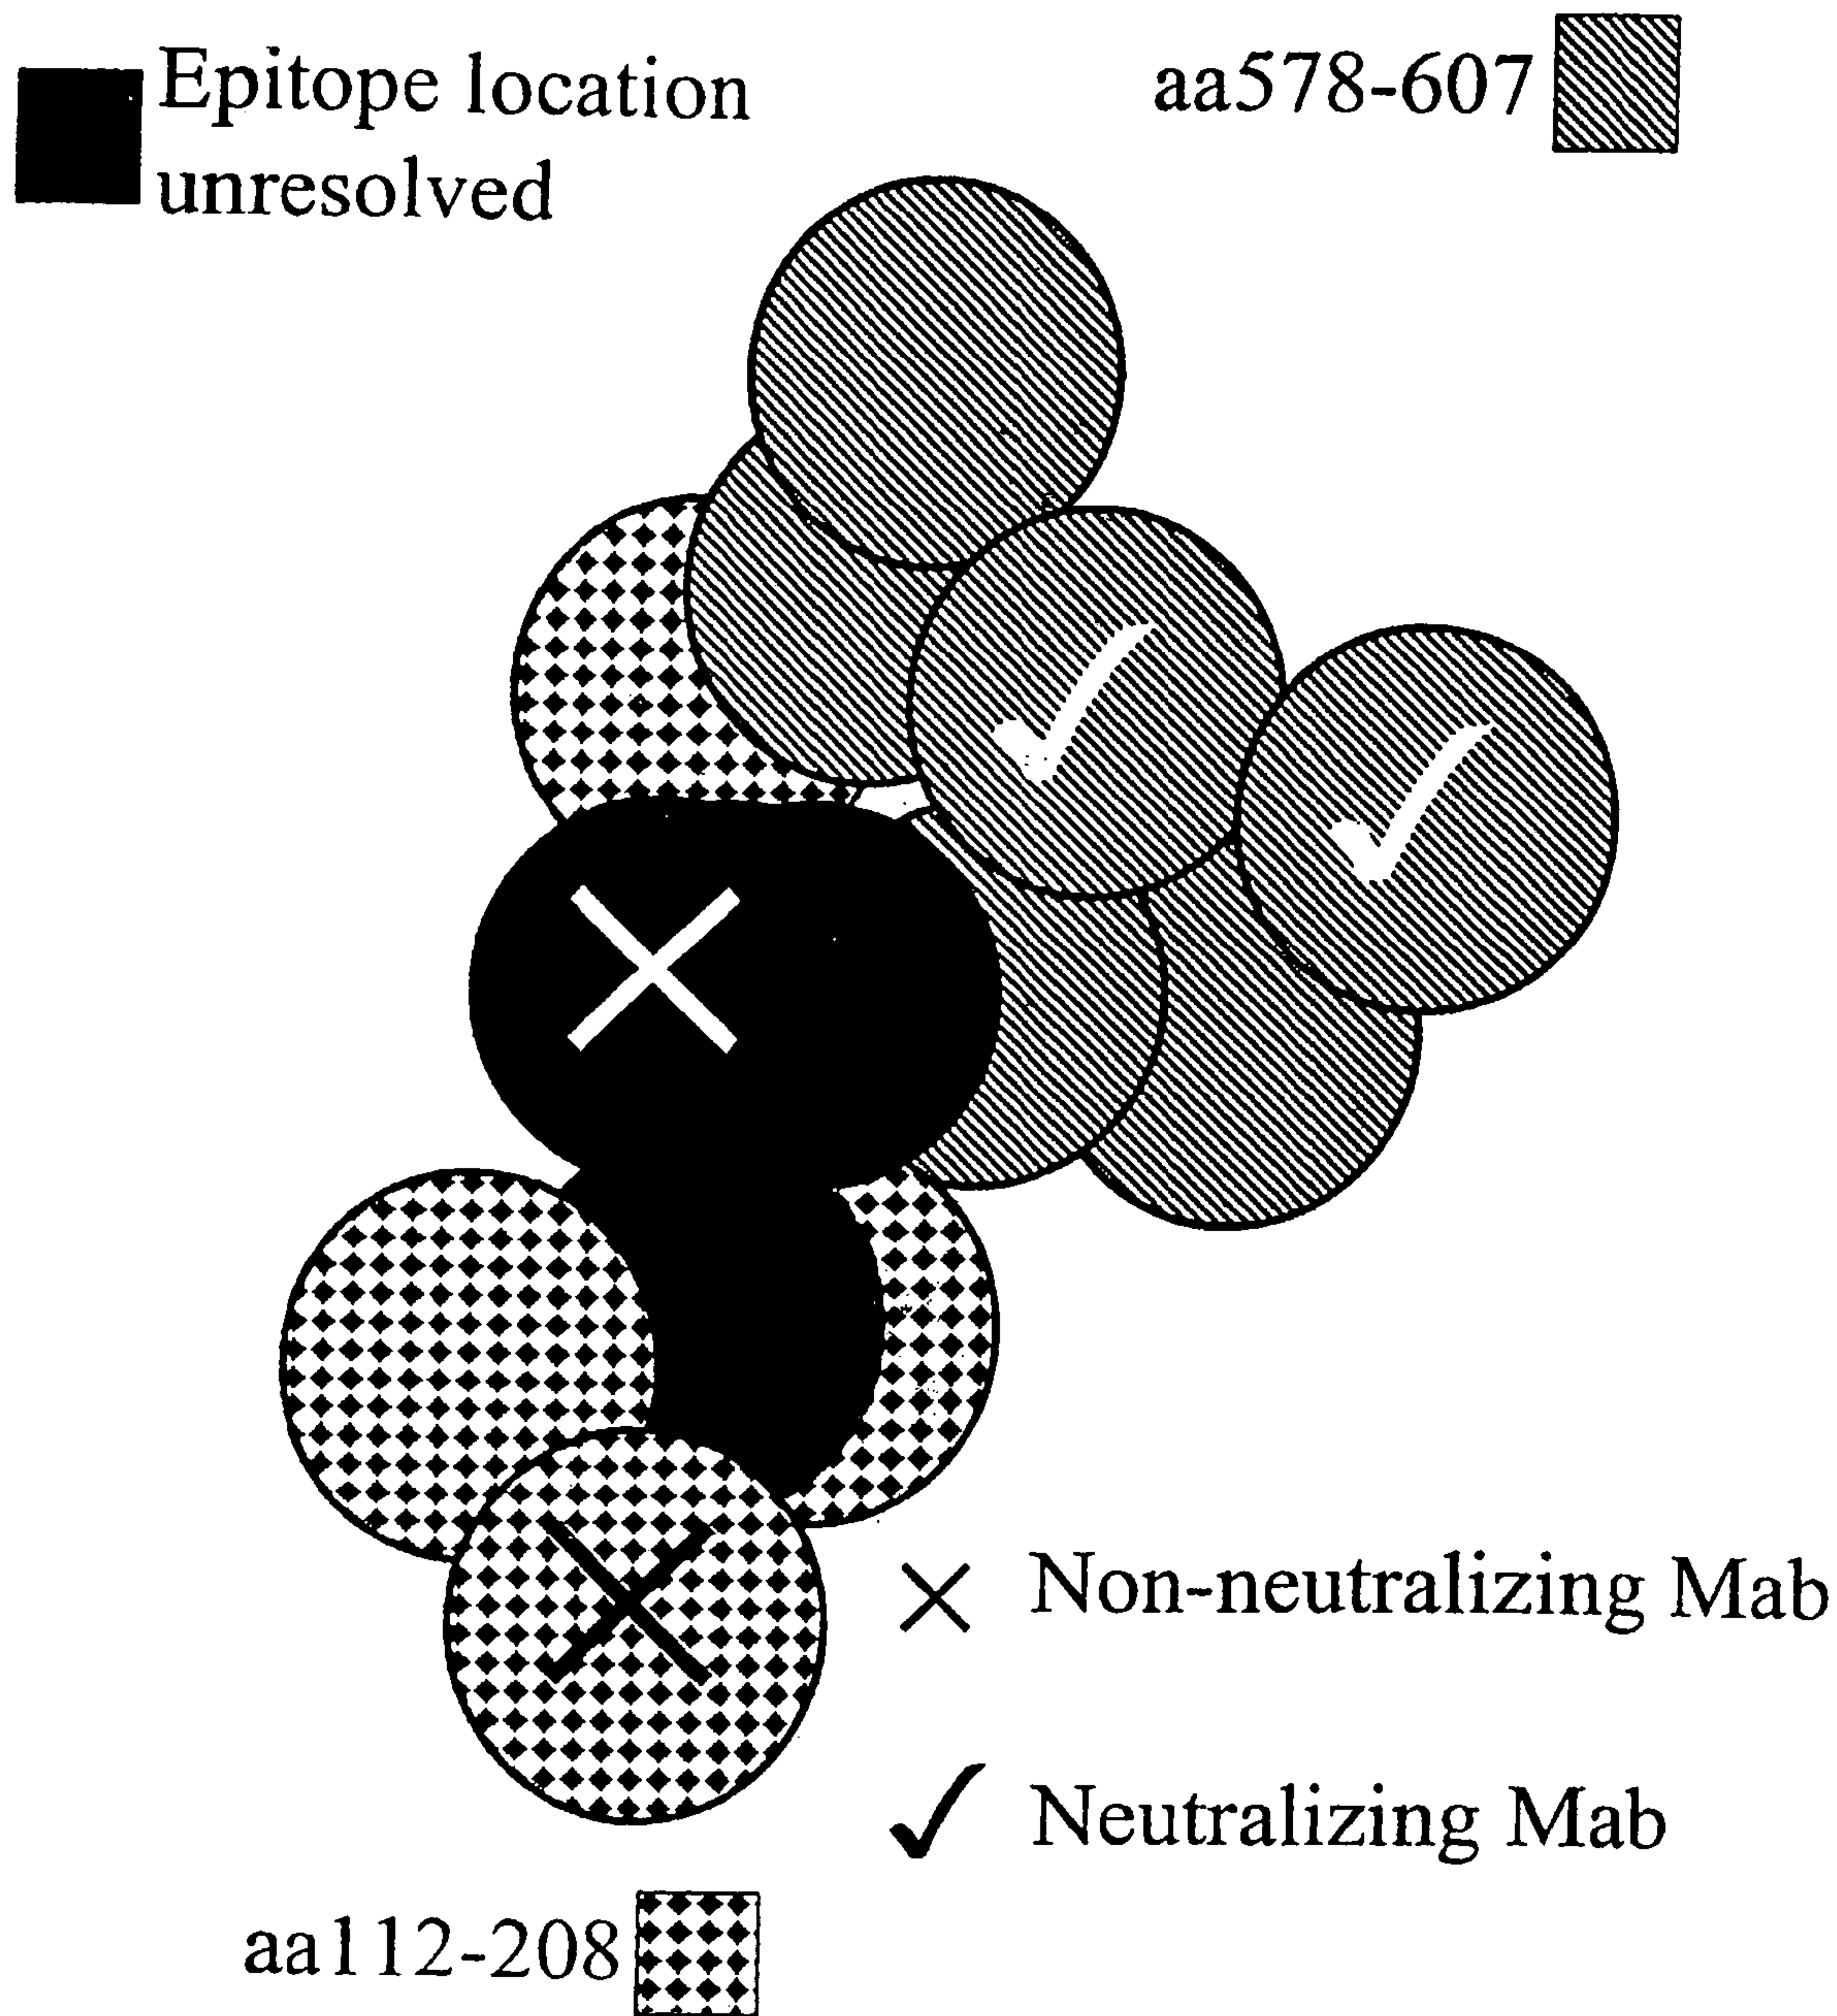 Epitope location
unresolved
aa578-607
Non-neutralizing Mab
Neutralizing Mab
aa112-208